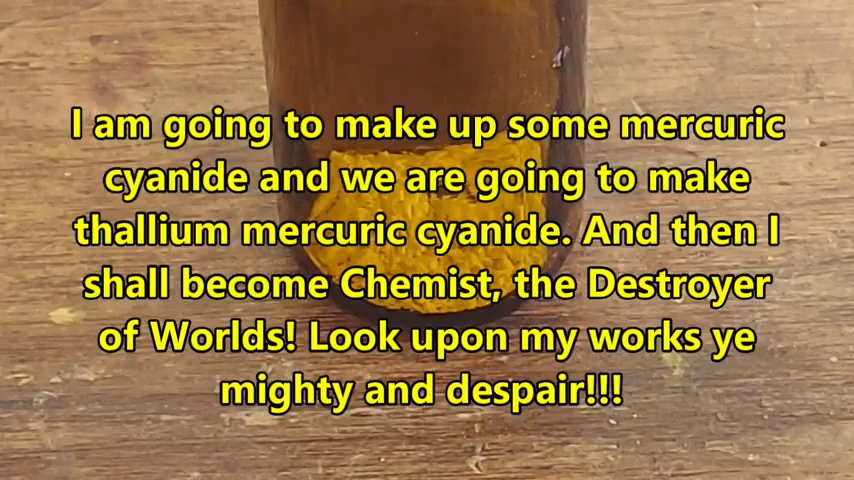 I am going to make up some mercuric
cyanide and we are going to make
thallium mercuric cyanide. And then I
shall become Chemist, the Destroyer
of Worlds! Look upon my works ye
mighty and despair!!!